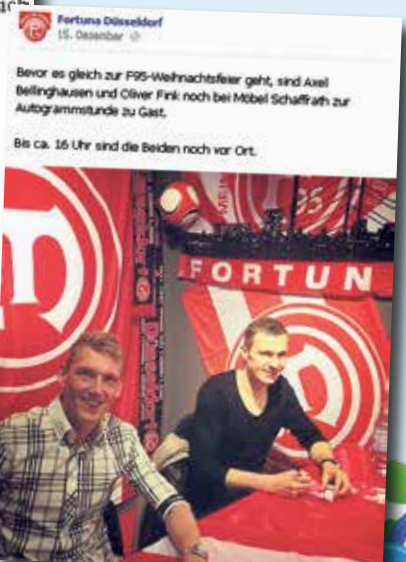 Fortuna Düsseldorf
15. Dezember
Bevor es gleich zur F95-Weihnachtsfeier geht, sind Axel
Bellinghausen und Oliver Fink noch bei Möbel Schaffrath zur
Autogrammstunde zu Gast.
Bis ca. 16 Uhr sind die Beiden noch vor Ort.
FORTUN